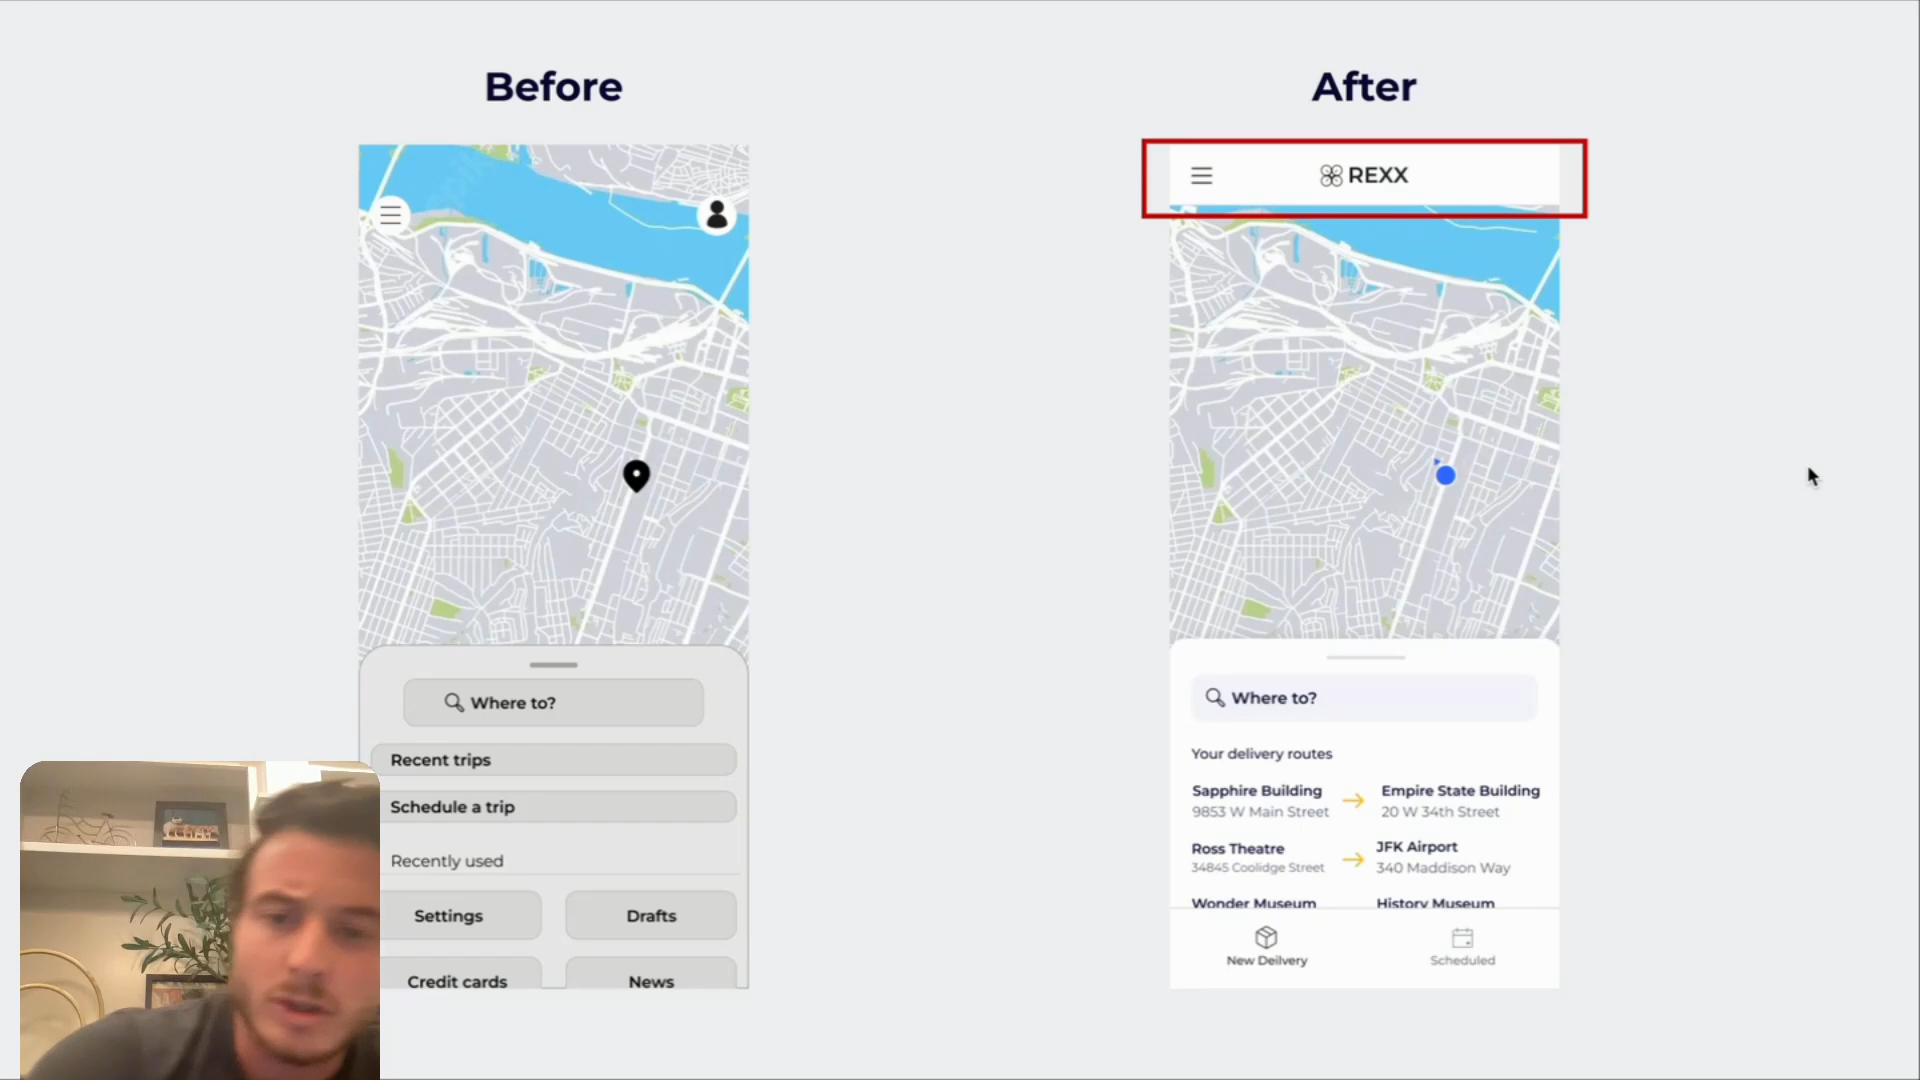 Before
Where to?
Recent trips
Schedule a trip
Recently used
Settings
Drafts
Credit cards
News
After
REXX
Where to?
Your delivery routes
Sapphire Building
9853 W Main Street
Empire State Building
20 W 34th Street
Ross Theatre
34845 Coolidge Street
JFK Airport
340 Maddison Way
Wonder Museum
History Museum
New Delivery
Scheduled